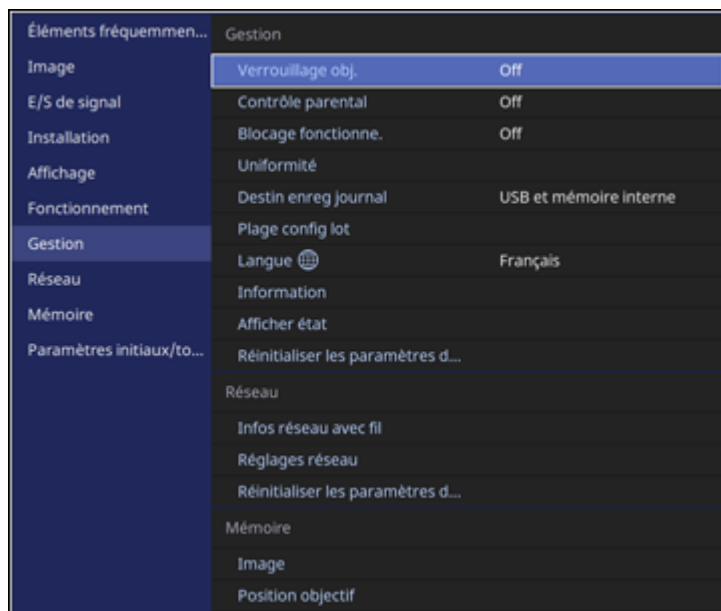 Éléments fréquemmen...
Image
E/S de signal
Installation
Affichage
Fonctionnement
Gestion
Réseau
Mémoire
Paramètres initiaux/to...
Gestion
Verrouillage obj. Off
Contrôle parental Off
Blocage fonctionne. Off
Uniformité
Destin enreg journal USB et mémoire interne
Plage config lot
Langue Français
Information
Afficher état
Réinitialiser les paramètres d...
Réseau
Infos réseau avec fil
Réglages réseau
Réinitialiser les paramètres d...
Mémoire
Image
Position objectif